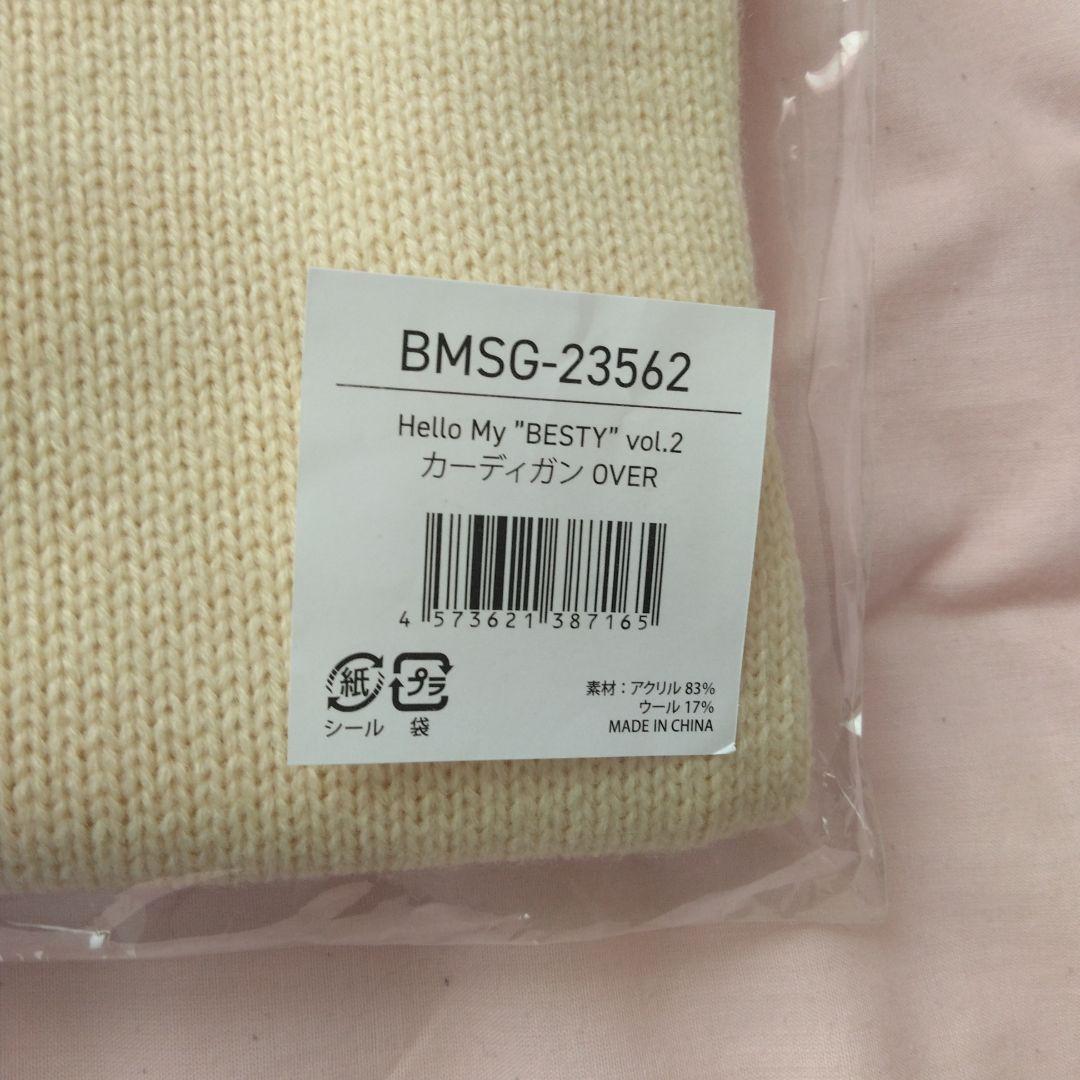 BMSG-23562
Hello My "BESTY" vol.2
カーディガン OVER
4 573621 387165
紙 プラ
シール 袋
素材：アクリル 83%
ウール 17%
MADE IN CHINA